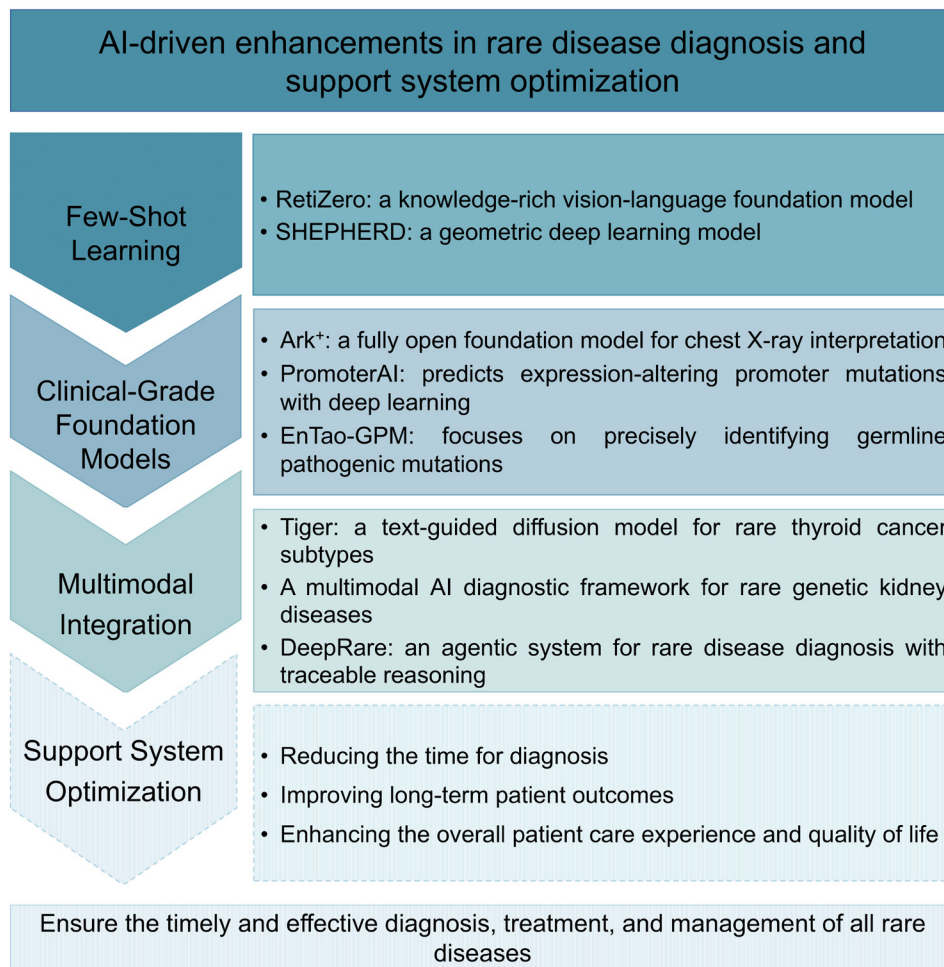 AI-driven enhancements in rare disease diagnosis and
support system optimization
Few-Shot
Learning
• RetiZero: a knowledge-rich vision-language foundation model
• SHEPHERD: a geometric deep learning model
Clinical-Grade
Foundation
Models
• Ark⁺: a fully open foundation model for chest X-ray interpretation
• PromoterAI: predicts expression-altering promoter mutations
with deep learning
• EnTao-GPM: focuses on precisely identifying germline
pathogenic mutations
Multimodal
Integration
• Tiger: a text-guided diffusion model for rare thyroid cancer
subtypes
• A multimodal AI diagnostic framework for rare genetic kidney
diseases
• DeepRare: an agentic system for rare disease diagnosis with
traceable reasoning
Support System
Optimization
• Reducing the time for diagnosis
• Improving long-term patient outcomes
• Enhancing the overall patient care experience and quality of life
Ensure the timely and effective diagnosis, treatment, and management of all rare
diseases